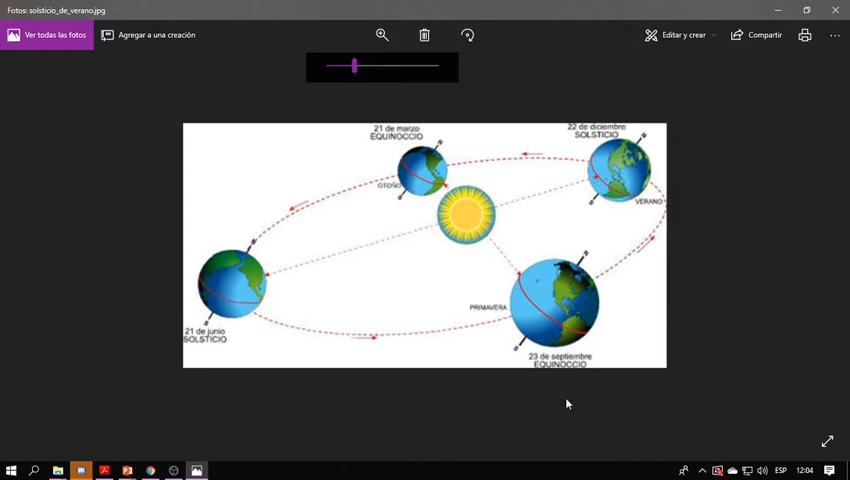 Fotos: solsticio_de_verano.jpg
Ver todas las fotos
Agregar a una creación
Editar y crear
Compartir
21 de marzo
EQUINOCCIO
22 de diciembre
SOLSTICIO
N
N
OTOÑO
S
S
VERANO
N
N
PRIMAVERA
S
S
21 de junio
SOLSTICIO
23 de septiembre
EQUINOCCIO
ESP
12:04